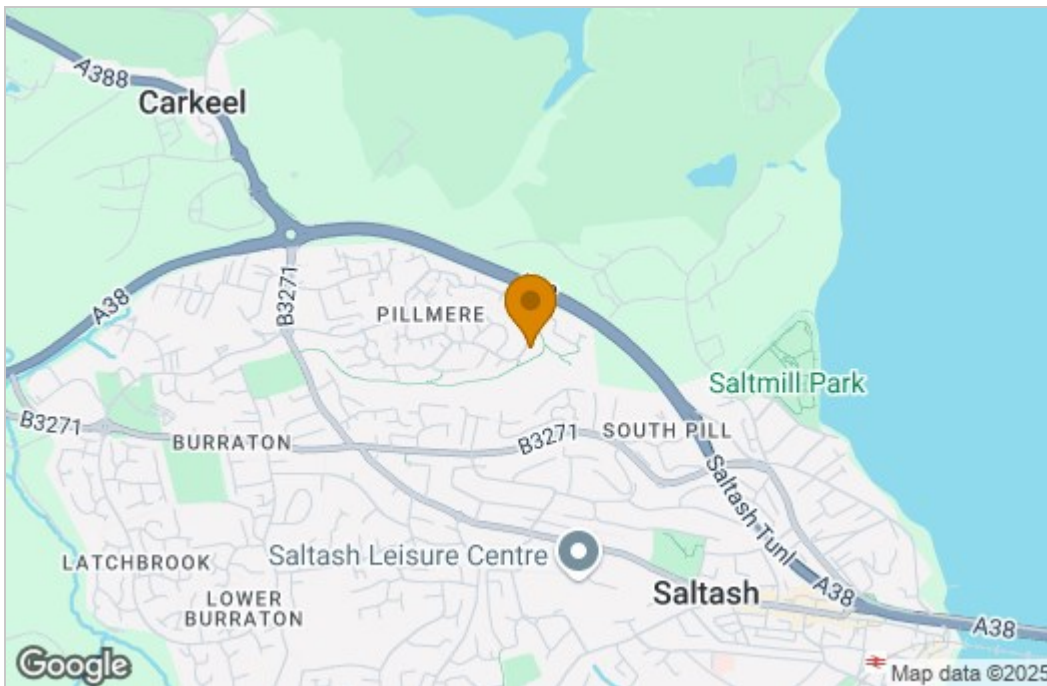 A388
Carkeel
A38
B3271
PILLMERE
Saltmill Park
B3271
BURRATON
B3271
SOUTH PILL
Saltash Tunl
LATCHBROOK
Saltash Leisure Centre
LOWER
BURRATON
Saltash
A38
A38
Google
Map data ©2025